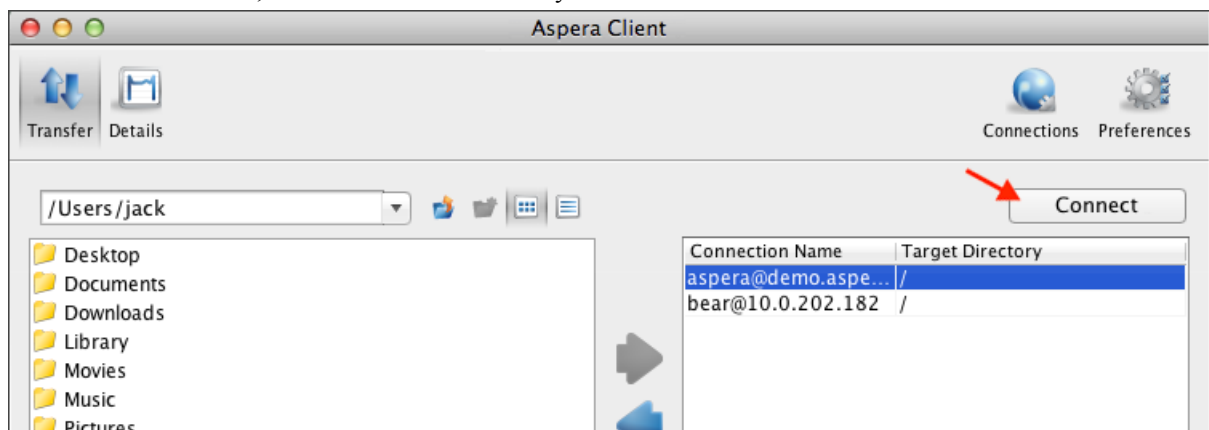 Aspera Client
Transfer Details
Connections Preferences
/Users/jack
Connect
Desktop
Documents
Downloads
Library
Movies
Music
Pictures
Connection Name Target Directory
aspera@demo.aspe... /
bear@10.0.202.182 /